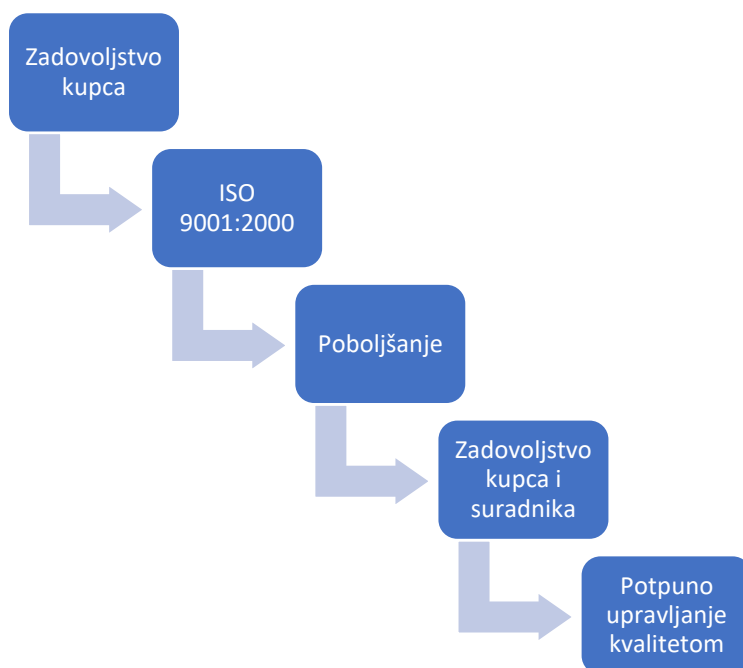 Zadovoljstvo
kupca
ISO
9001:2000
Poboljšanje
Zadovoljstvo
kupca i
suradnika
Potpuno
upravljanje
kvalitetom